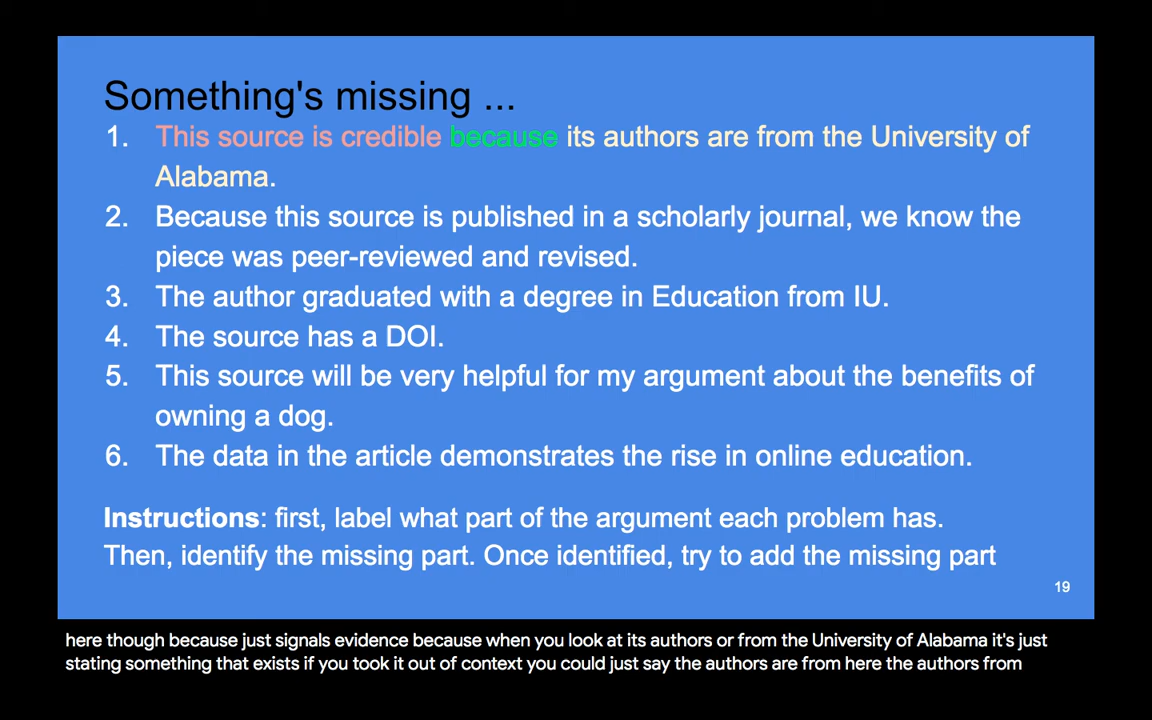 Something's missing ...
1. This source is credible because its authors are from the University of
Alabama.
2. Because this source is published in a scholarly journal, we know the
piece was peer-reviewed and revised.
3. The author graduated with a degree in Education from IU.
4. The source has a DOI.
5. This source will be very helpful for my argument about the benefits of
owning a dog.
6. The data in the article demonstrates the rise in online education.
Instructions: first, label what part of the argument each problem has.
Then, identify the missing part. Once identified, try to add the missing part
19
here though because just signals evidence because when you look at its authors or from the University of Alabama it's just
stating something that exists if you took it out of context you could just say the authors are from here the authors from